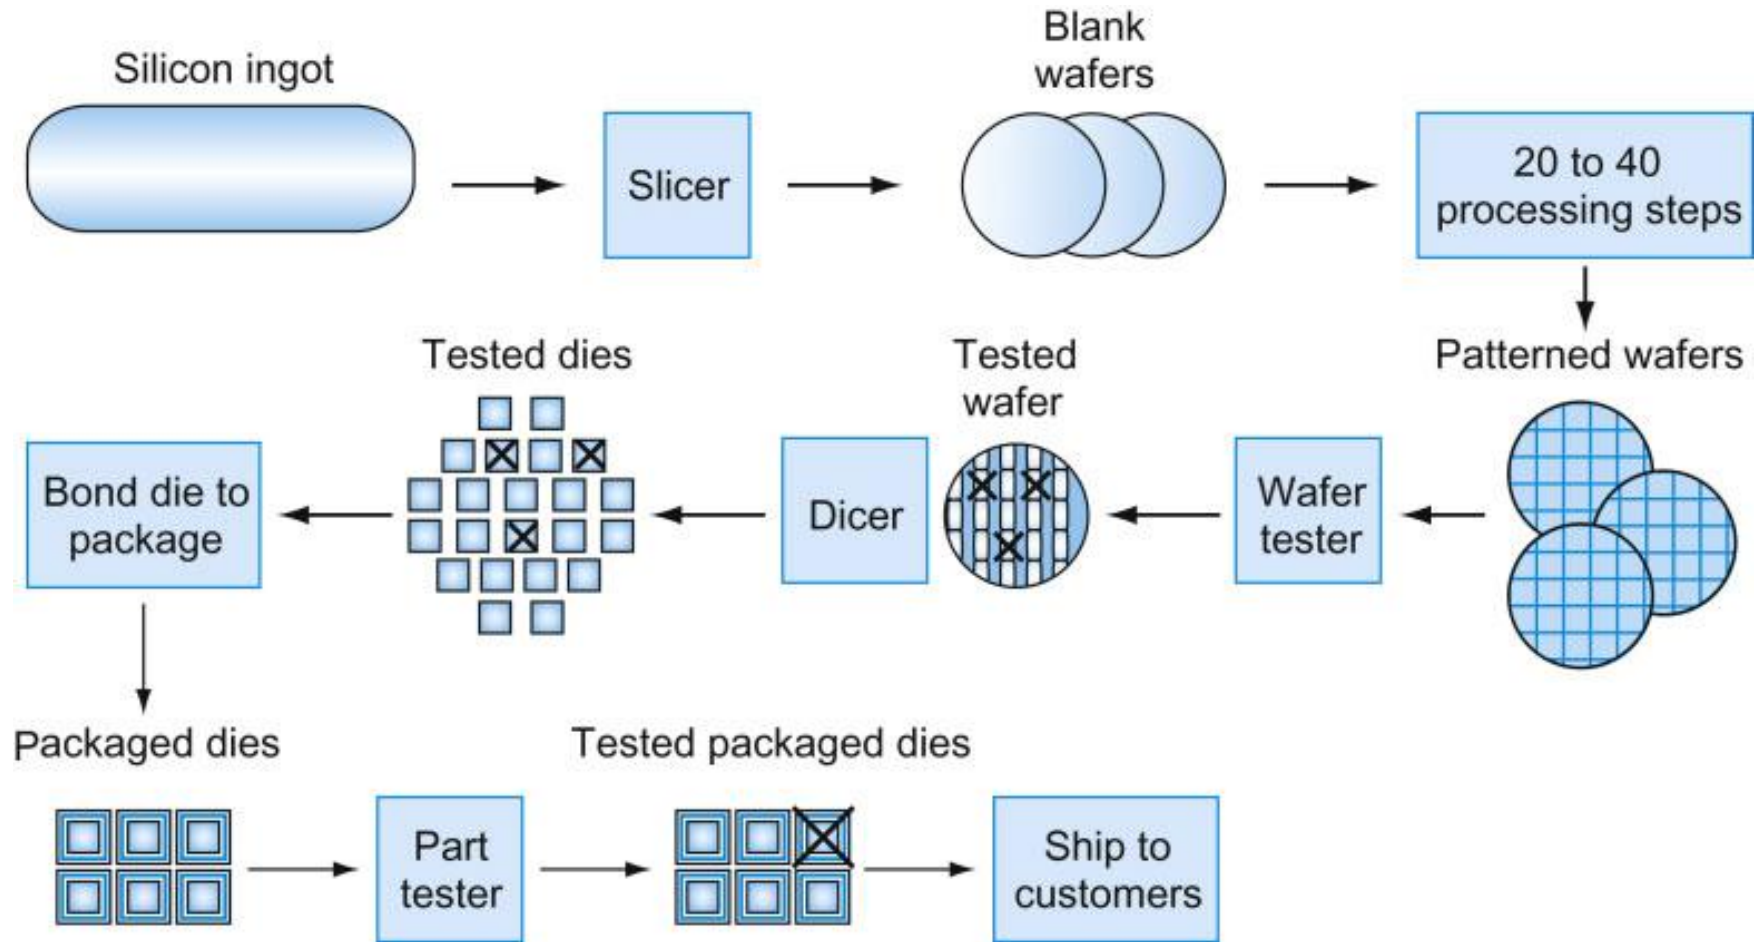 Silicon ingot
Slicer
Blank
wafers
20 to 40
processing steps
Patterned wafers
Wafer
tester
Tested
wafer
Dicer
Tested dies
Bond die to
package
Packaged dies
Part
tester
Tested packaged dies
Ship to
customers